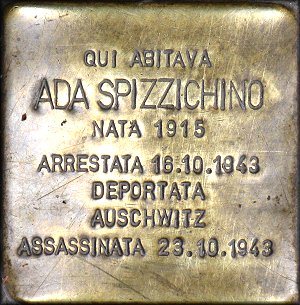 QUI ABITAVA
ADA SPIZZICHINO
NATA 1915
ARRESTATA 16.10.1943
DEPORTATA
AUSCHWITZ
ASSASSINATA 23.10.1943